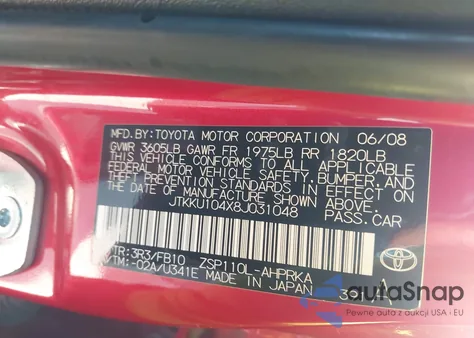 MFD. BY: TOYOTA MOTOR CORPORATION 06/08
GVWR 3605LB GAWR FR 1975LB RR 1820LB
THIS VEHICLE CONFORMS TO ALL APPLICABLE
FEDERAL MOTOR VEHICLE SAFETY, BUMPER, AND
THEFT PREVENTION STANDARDS IN EFFECT ON
THE DATE OF MANUFACTURE SHOWN ABOVE.
JTKKU104X8J031048 PASS.CAR
C/TR: 3R3/FB10 ZSP110L-AHPRKA
A/TM: -02A/U341E MADE IN JAPAN
TOYOTA
autoSnap
Pewne auta z aukcji USA - EU